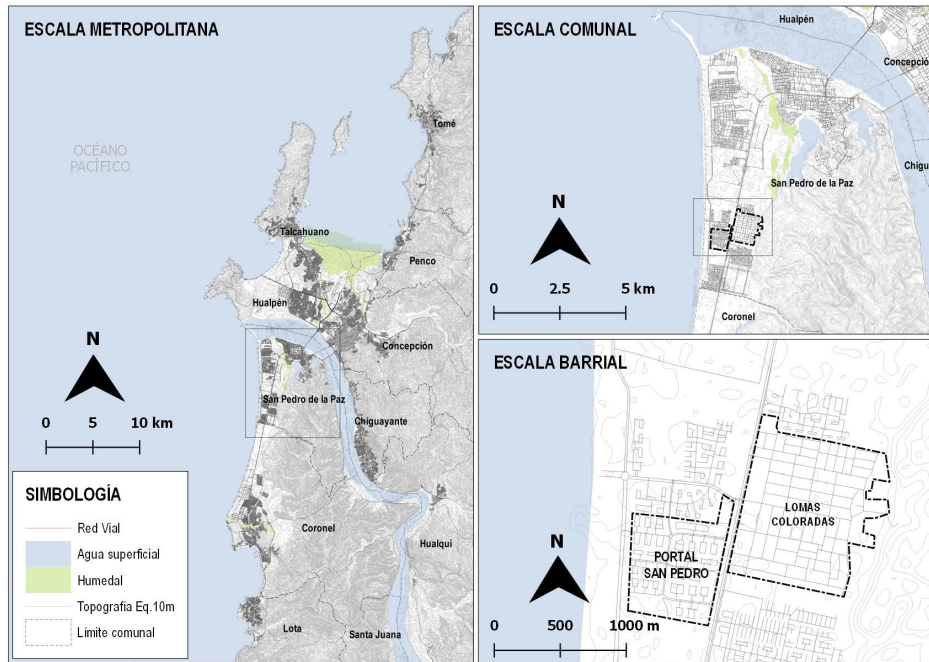 ESCALA METROPOLITANA
OCÉANO
PACÍFICO
Tomé
Talcahuano
Penco
Hualpén
Concepción
San Pedro de la Paz
Chiguayante
Coronel
Hualqui
Lota
Santa Juana
N
0 5 10 km
SIMBOLOGÍA
Red Vial
Agua superficial
Humedal
Topografía Eq.10m
Límite comunal
ESCALA COMUNAL
Hualpén
Concepción
Chigu
San Pedro de la Paz
Coronel
N
0 2.5 5 km
ESCALA BARRIAL
LOMAS
COLORADAS
PORTAL
SAN PEDRO
N
0 500 1000 m